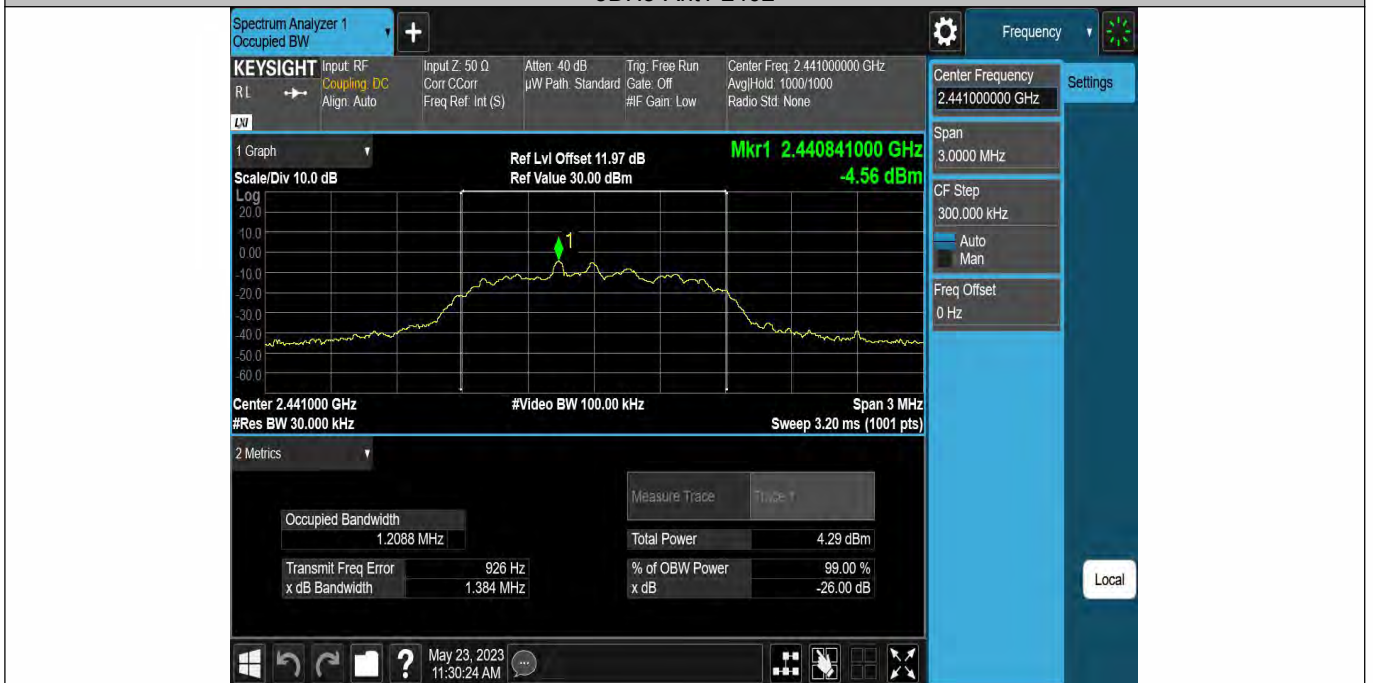 Spectrum Analyzer 1
Occupied BW
Frequency
KEYSIGHT
RL
LXI
Input: RF
Coupling: DC
Align: Auto
Input Z: 50 Ω
Corr CCorr
Freq Ref: Int (S)
Atten: 40 dB
µW Path: Standard
Trig: Free Run
Gate: Off
#IF Gain: Low
Center Freq: 2.441000000 GHz
Avg|Hold: 1000/1000
Radio Std: None
Center Frequency
2.441000000 GHz
Settings
Span
3.0000 MHz
CF Step
300.000 kHz
Auto
Man
Freq Offset
0 Hz
1 Graph
Scale/Div 10.0 dB
Ref Lvl Offset 11.97 dB
Ref Value 30.00 dBm
Mkr1 2.440841000 GHz
-4.56 dBm
Log
20.0
10.0
0.00
-10.0
-20.0
-30.0
-40.0
-50.0
-60.0
1
Center 2.441000 GHz
#Video BW 100.00 kHz
Span 3 MHz
#Res BW 30.000 kHz
Sweep 3.20 ms (1001 pts)
2 Metrics
Measure Trace
Trace 1
Occupied Bandwidth
1.2088 MHz
Total Power
4.29 dBm
Transmit Freq Error
926 Hz
% of OBW Power
99.00 %
x dB Bandwidth
1.384 MHz
x dB
-26.00 dB
Local
?
May 23, 2023
11:30:24 AM